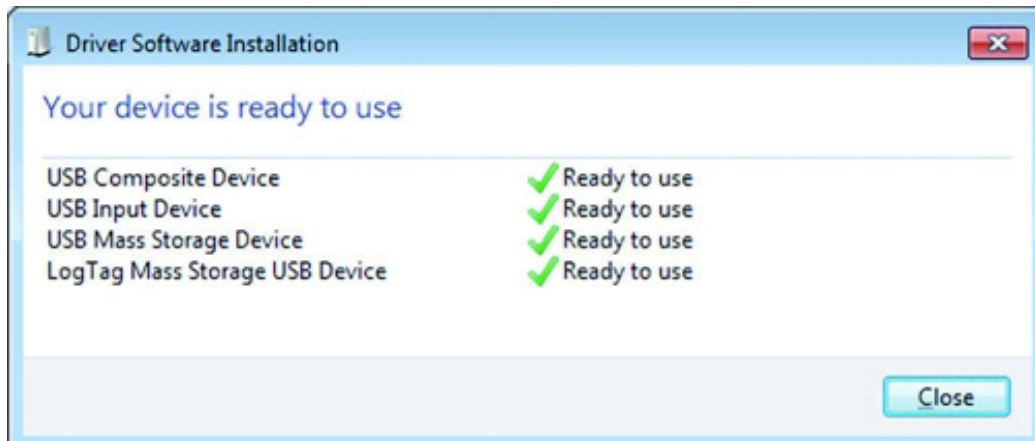 Driver Software Installation
Your device is ready to use
USB Composite Device Ready to use
USB Input Device Ready to use
USB Mass Storage Device Ready to use
LogTag Mass Storage USB Device Ready to use
Close